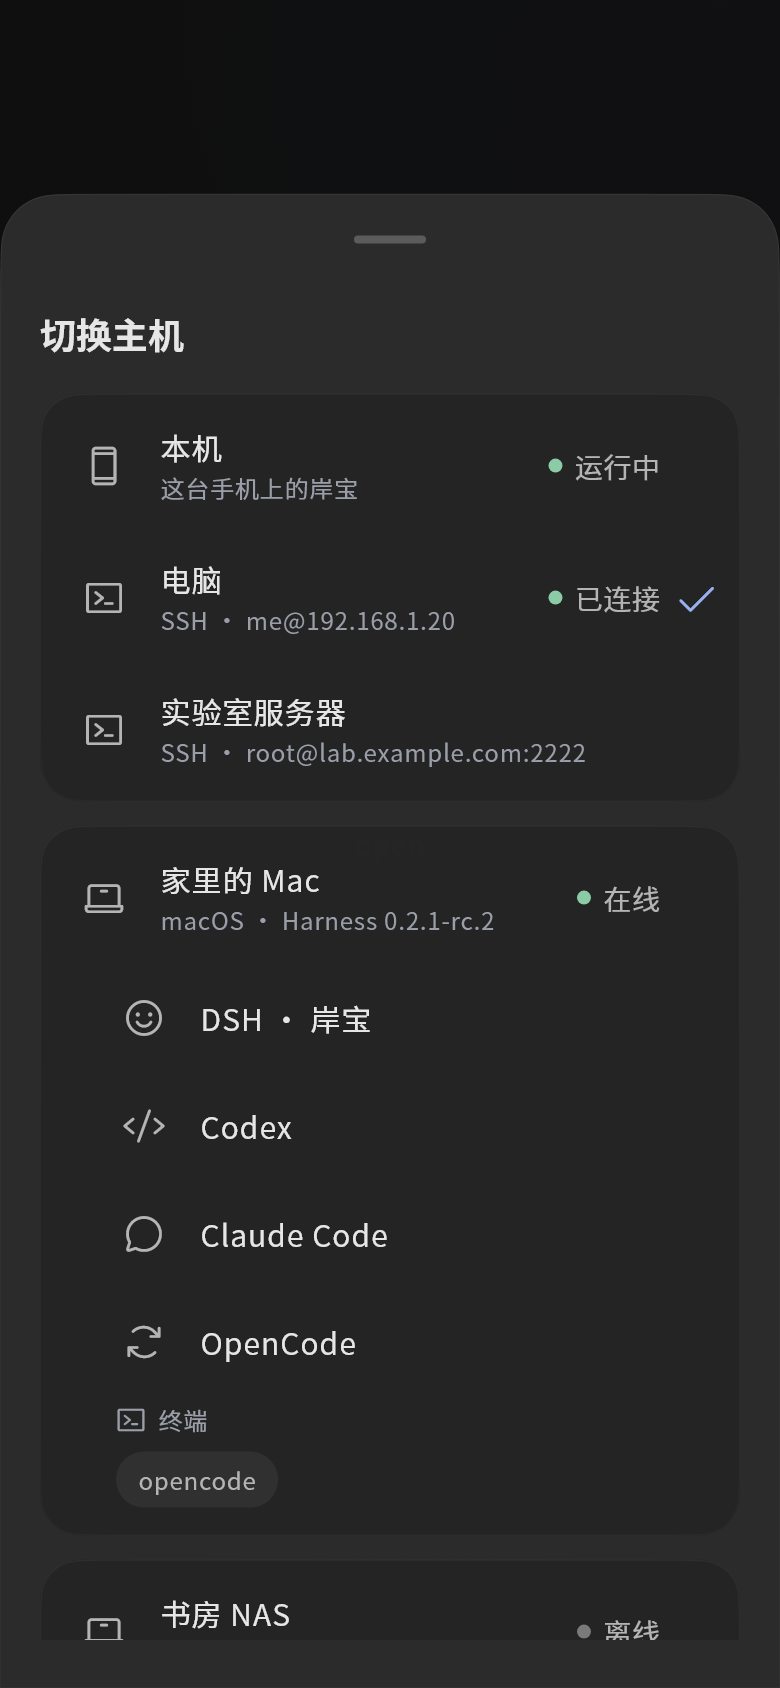 切换主机
本机
这台手机上的岸宝
运行中
电脑
SSH · me@192.168.1.20
已连接
实验室服务器
SSH · root@lab.example.com:2222
家里的 Mac
macOS · Harness 0.2.1-rc.2
在线
DSH · 岸宝
Codex
Claude Code
OpenCode
终端
opencode
书房 NAS
离线